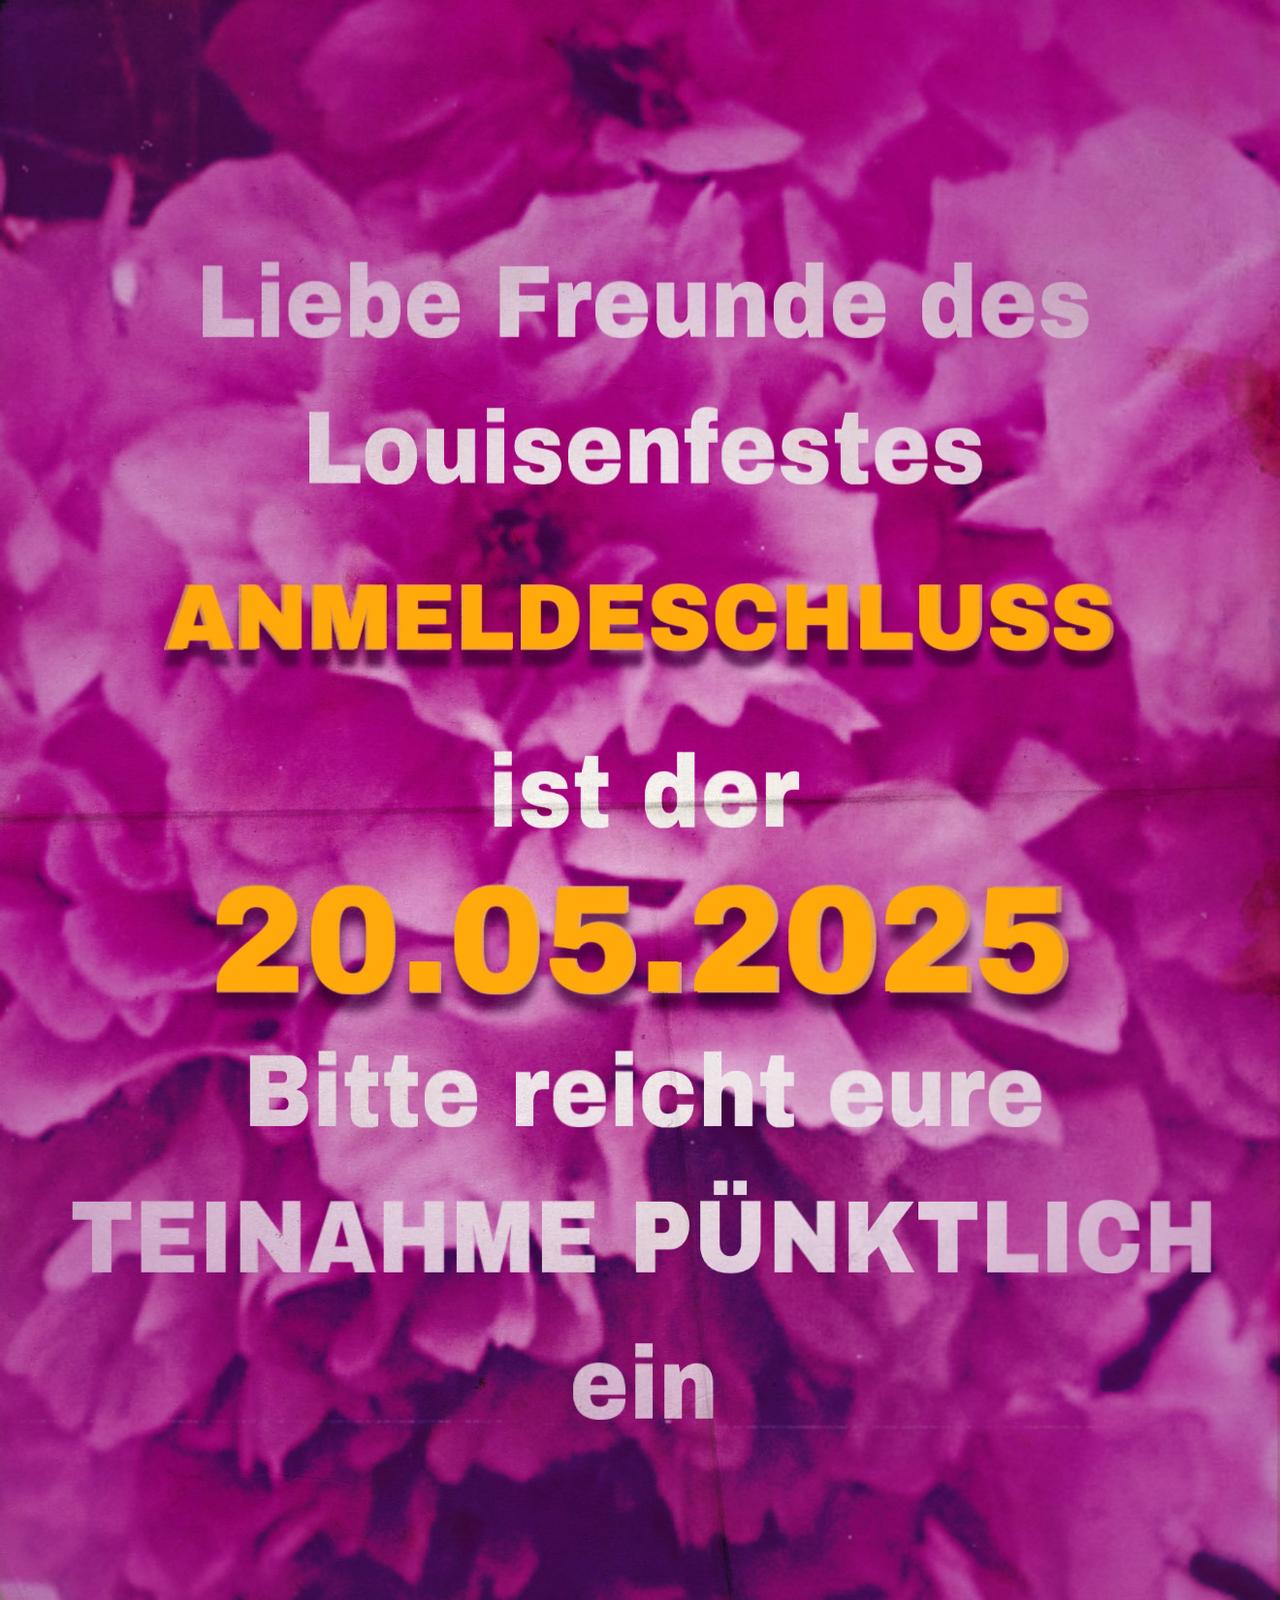 Liebe Freunde des
Louisenfestes
ANMELDESCHLUSS
ist der
20.05.2025
Bitte reicht eure
TEINAHME PÜNKTLICH
ein